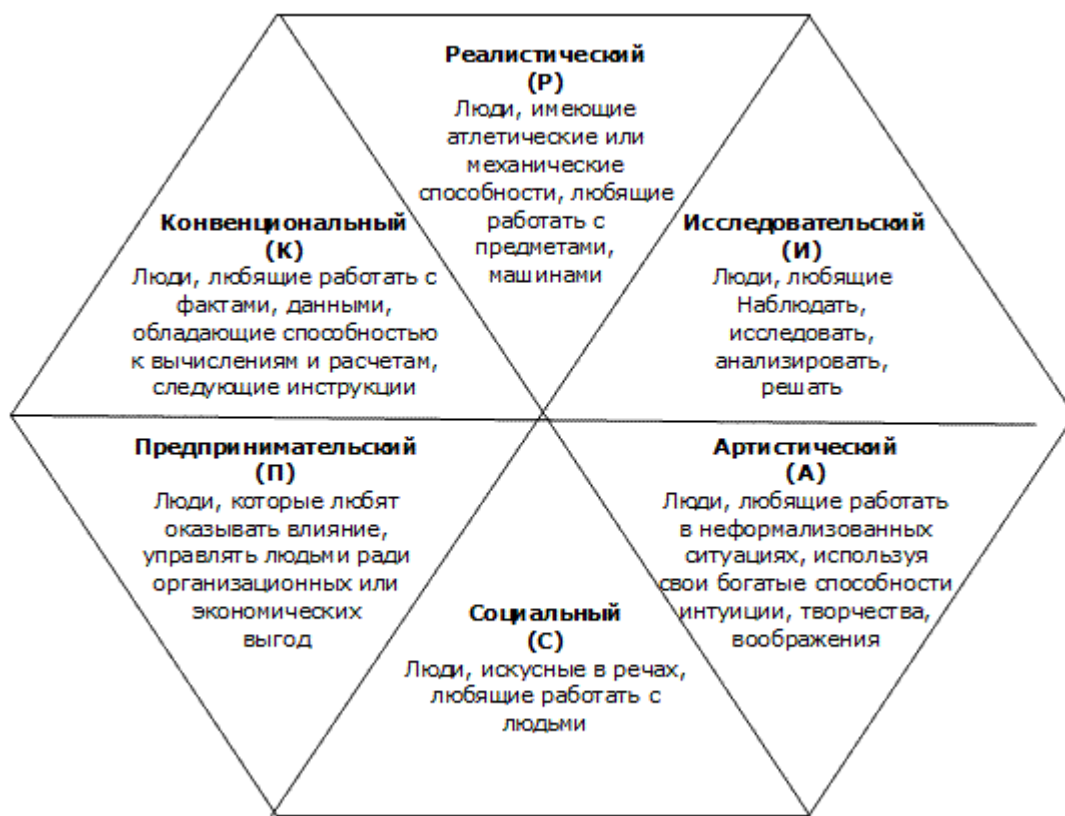 Реалистический
(Р)
Люди, имеющие
атлетические или
механические
способности, любящие
работать с
предметами,
машинами
Конвенциональный
(К)
Люди, любящие работать с
фактами, данными,
обладающие способностью
к вычислениям и расчетам,
следующие инструкции
Исследовательский
(И)
Люди, любящие
Наблюдать,
исследовать,
анализировать,
решать
Предпринимательский
(П)
Люди, которые любят
оказывать влияние,
управлять людьми ради
организационных или
экономических
выгод
Социальный
(С)
Люди, искусные в речах,
любящие работать с
людьми
Артистический
(А)
Люди, любящие работать
в неформализованных
ситуациях, используя
свои богатые способности
интуиции, творчества,
воображения